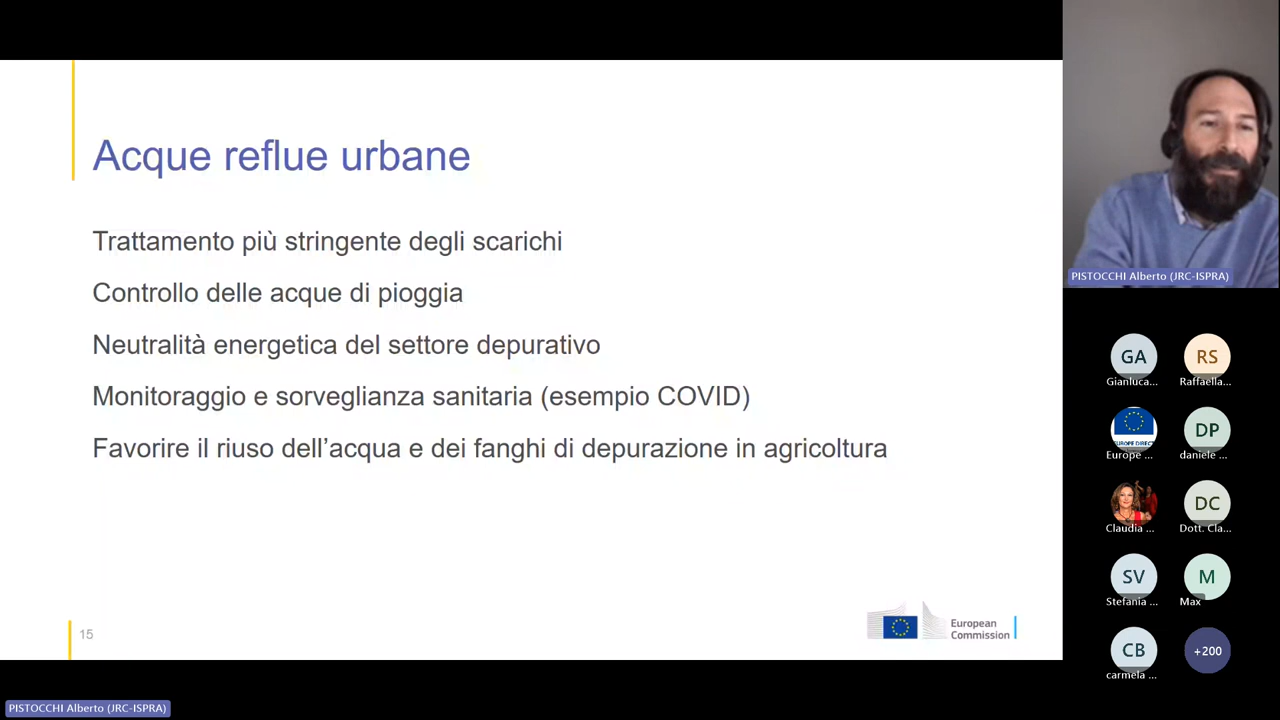 Acque reflue urbane
Trattamento più stringente degli scarichi
Controllo delle acque di pioggia
Neutralità energetica del settore depurativo
Monitoraggio e sorveglianza sanitaria (esempio COVID)
Favorire il riuso dell’acqua e dei fanghi di depurazione in agricoltura
15
European
Commission
PISTOCCHI Alberto (JRC-ISPRA)
PISTOCCHI Alberto (JRC-ISPRA)
GA
RS
Gianluca...
Raffaella...
EUROPE DIRECT
DP
Europe ...
daniele ...
DC
Claudia ...
Dott. Cla...
SV
M
Stefania ...
Max
CB
+200
carmela ...